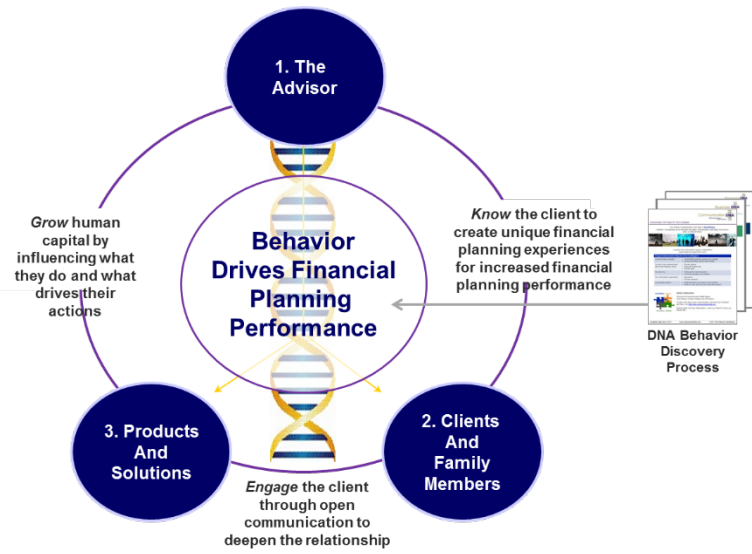 1. The
Advisor
Grow human
capital by
influencing what
they do and what
drives their
actions
Behavior
Drives Financial
Planning
Performance
Know the client to
create unique financial
planning experiences
for increased financial
planning performance
DNA Behavior
Discovery
Process
3. Products
And
Solutions
2. Clients
And
Family
Members
Engage the client
through open
communication to
deepen the relationship